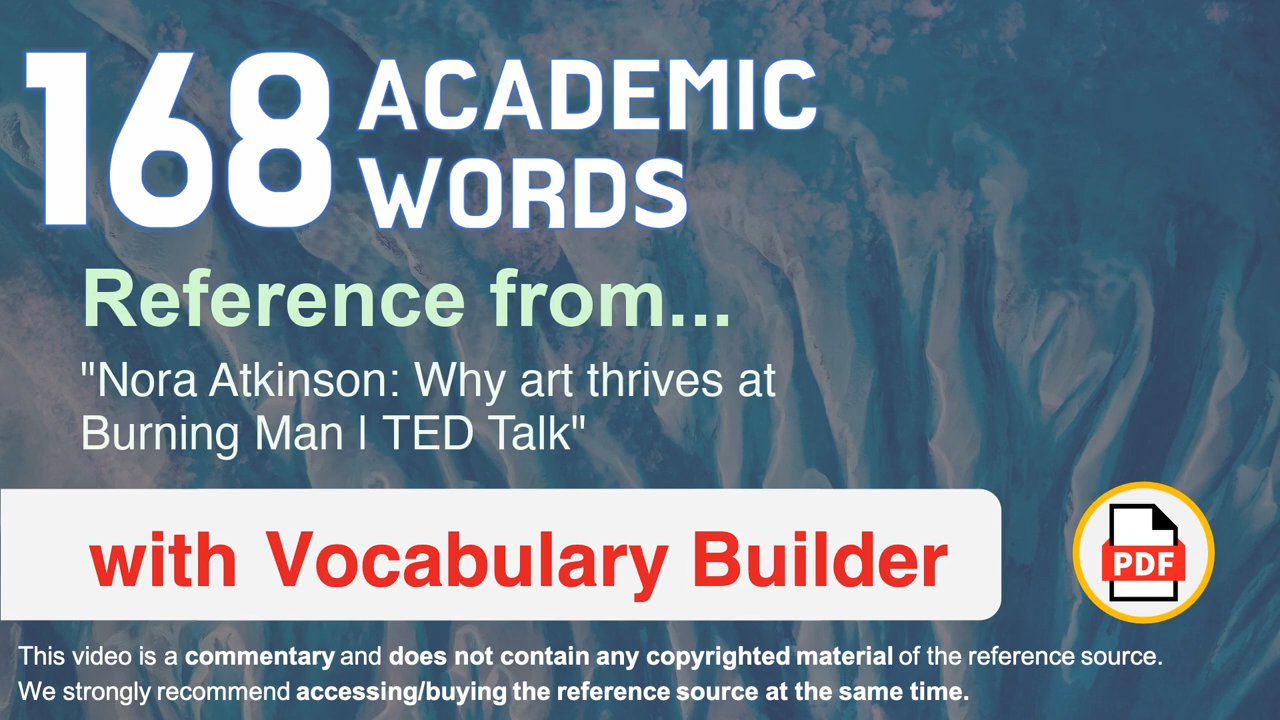 168 ACADEMIC
WORDS
Reference from...
"Nora Atkinson: Why art thrives at
Burning Man | TED Talk"
with Vocabulary Builder
PDF
This video is a commentary and does not contain any copyrighted material of the reference source.
We strongly recommend accessing/buying the reference source at the same time.